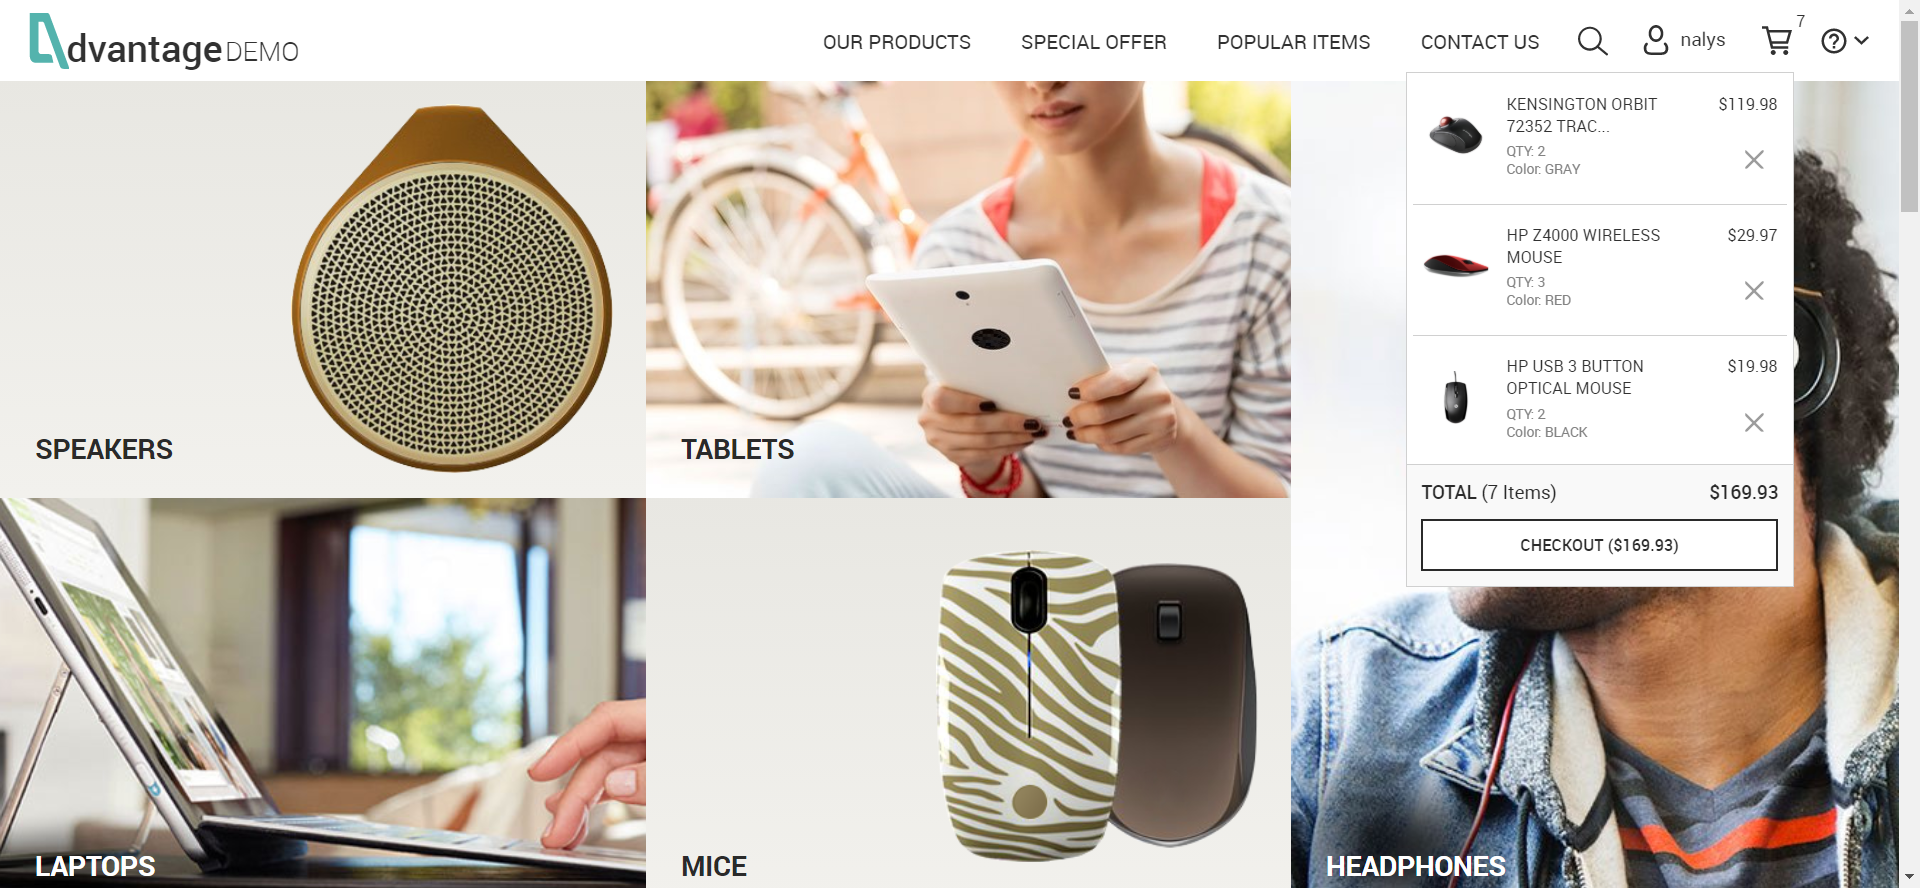 dvantage DEMO
OUR PRODUCTS SPECIAL OFFER POPULAR ITEMS CONTACT US nalys 7
KENSINGTON ORBIT $119.98
72352 TRAC...
QTY: 2
Color: GRAY
HP Z4000 WIRELESS $29.97
MOUSE
QTY: 3
Color: RED
HP USB 3 BUTTON $19.98
OPTICAL MOUSE
QTY: 2
Color: BLACK
TOTAL (7 Items) $169.93
CHECKOUT ($169.93)
SPEAKERS
TABLETS
LAPTOPS
MICE
HEADPHONES